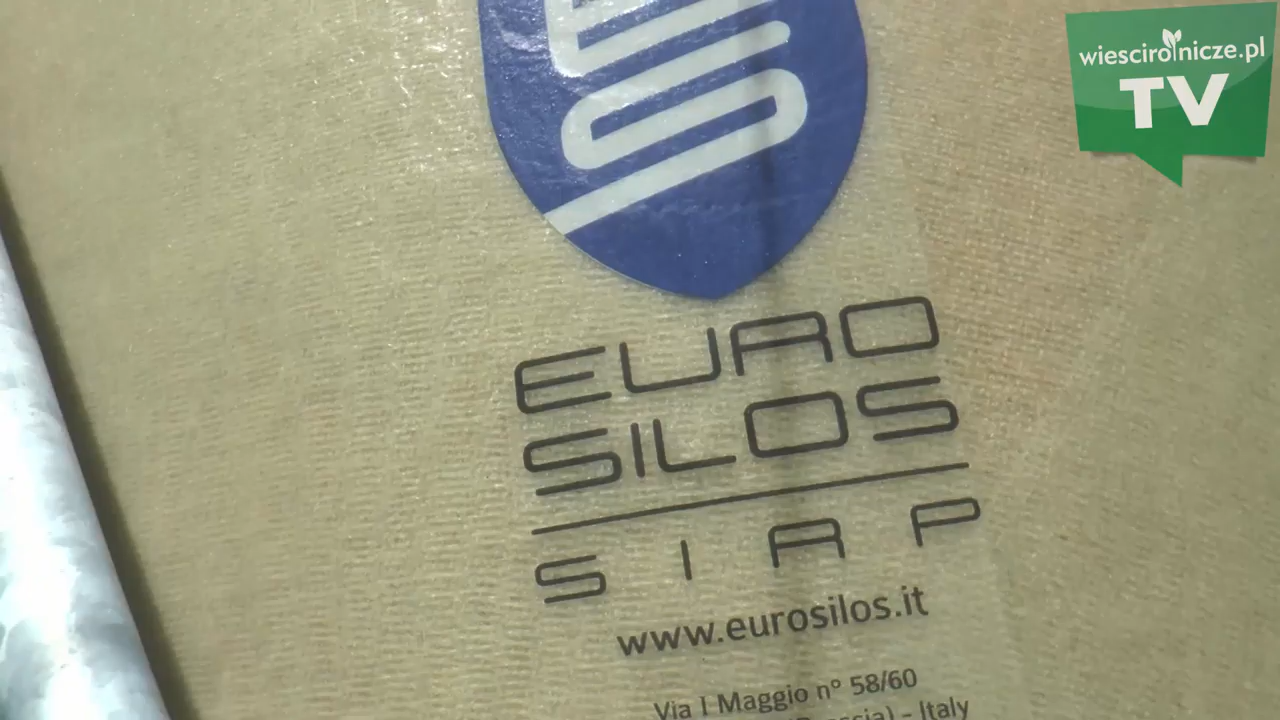 wiescirolnicze.pl
TV
EURO
SILOS
SIAP
www.eurosilos.it
Via I Maggio n° 58/60
- Italy